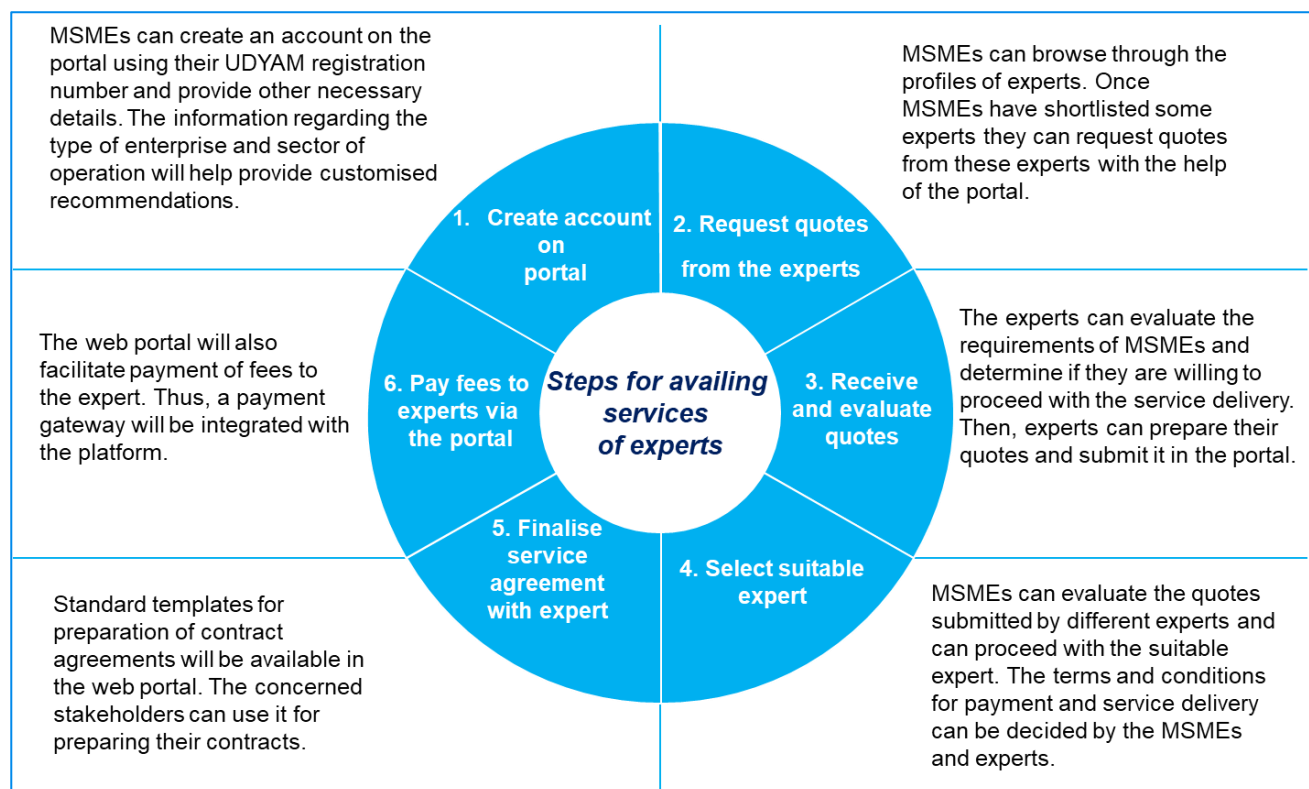 MSMEs can create an account on the
portal using their UDYAM registration
number and provide other necessary
details. The information regarding the
type of enterprise and sector of
operation will help provide customised
recommendations.
MSMEs can browse through the
profiles of experts. Once
MSMEs have shortlisted some
experts they can request quotes
from these experts with the help
of the portal.
1. Create account
on
portal
2. Request quotes
from the experts
The web portal will also
facilitate payment of fees to
the expert. Thus, a payment
gateway will be integrated with
the platform.
6. Pay fees to
experts via
the portal
Steps for availing
services
of experts
3. Receive
and evaluate
quotes
The experts can evaluate the
requirements of MSMEs and
determine if they are willing to
proceed with the service delivery.
Then, experts can prepare their
quotes and submit it in the portal.
5. Finalise
service
agreement
with expert
4. Select suitable
expert
Standard templates for
preparation of contract
agreements will be available in
the web portal. The concerned
stakeholders can use it for
preparing their contracts.
MSMEs can evaluate the quotes
submitted by different experts and
can proceed with the suitable
expert. The terms and conditions
for payment and service delivery
can be decided by the MSMEs
and experts.